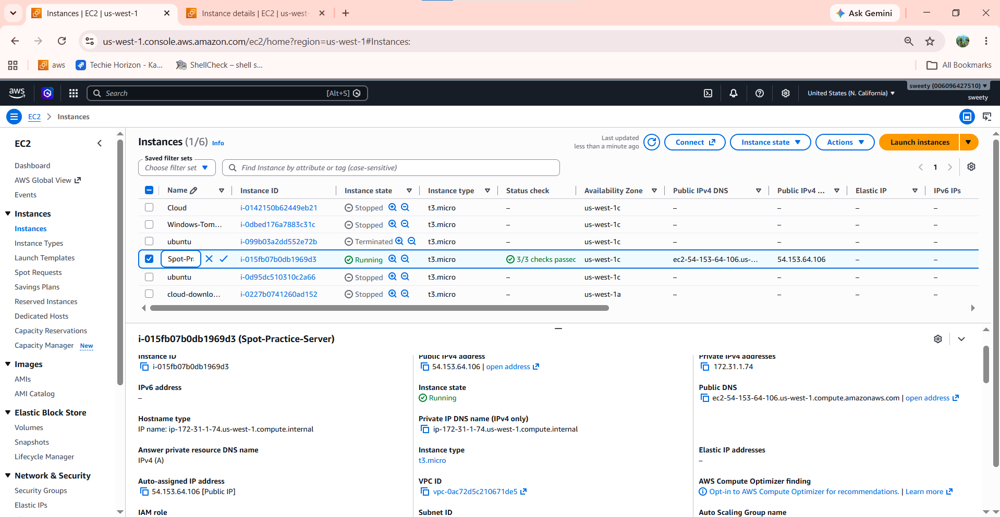 Instances | EC2 | us-west-1
Instance details | EC2 | us-west-
Ask Gemini
us-west-1.console.aws.amazon.com/ec2/home?region=us-west-1#Instances:
aws
Techie Horizon - Ka...
ShellCheck – shell s...
All Bookmarks
aws
Search
[Alt+S]
United States (N. California)
sweety (006096427510)
sweety
EC2
Instances
EC2
Dashboard
AWS Global View
Events
Instances
Instances
Instance Types
Launch Templates
Spot Requests
Savings Plans
Reserved Instances
Dedicated Hosts
Capacity Reservations
Capacity Manager New
Images
AMIs
AMI Catalog
Elastic Block Store
Volumes
Snapshots
Lifecycle Manager
Network & Security
Security Groups
Elastic IPs
Instances (1/6) Info
Last updated
less than a minute ago
Connect
Instance state
Actions
Launch instances
Saved filter sets
Choose filter set
Find Instance by attribute or tag (case-sensitive)
1
Name Instance ID Instance state Instance type Status check Availability Zone Public IPv4 DNS Public IPv4 ... Elastic IP IPv6 IPs
Cloud i-0142150b62449eb21 Stopped t3.micro – us-west-1c – – – –
Windows-Tom... i-0dbed176a7883c31c Stopped t3.micro – us-west-1c – – – –
ubuntu i-099b03a2dd552e72b Terminated t3.micro – us-west-1c – – – –
Spot-Pra i-015fb07b0db1969d3 Running t3.micro 3/3 checks passed us-west-1c ec2-54-153-64-106.us-... 54.153.64.106 – –
ubuntu i-0d95dc510310c2a66 Stopped t3.micro – us-west-1c – – – –
cloud-downlo... i-0227b0741260ad152 Stopped t3.micro – us-west-1a – – – –
i-015fb07b0db1969d3 (Spot-Practice-Server)
Instance ID
i-015fb07b0db1969d3
Public IPv4 address
54.153.64.106 | open address
Private IPv4 addresses
172.31.1.74
IPv6 address
–
Instance state
Running
Public DNS
ec2-54-153-64-106.us-west-1.compute.amazonaws.com | open address
Hostname type
IP name: ip-172-31-1-74.us-west-1.compute.internal
Private IP DNS name (IPv4 only)
ip-172-31-1-74.us-west-1.compute.internal
Answer private resource DNS name
IPv4 (A)
Instance type
t3.micro
Elastic IP addresses
–
Auto-assigned IP address
54.153.64.106 [Public IP]
VPC ID
vpc-0ac72d5c210671de5
AWS Compute Optimizer finding
Opt-in to AWS Compute Optimizer for recommendations. | Learn more
IAM role
Subnet ID
Auto Scaling Group name